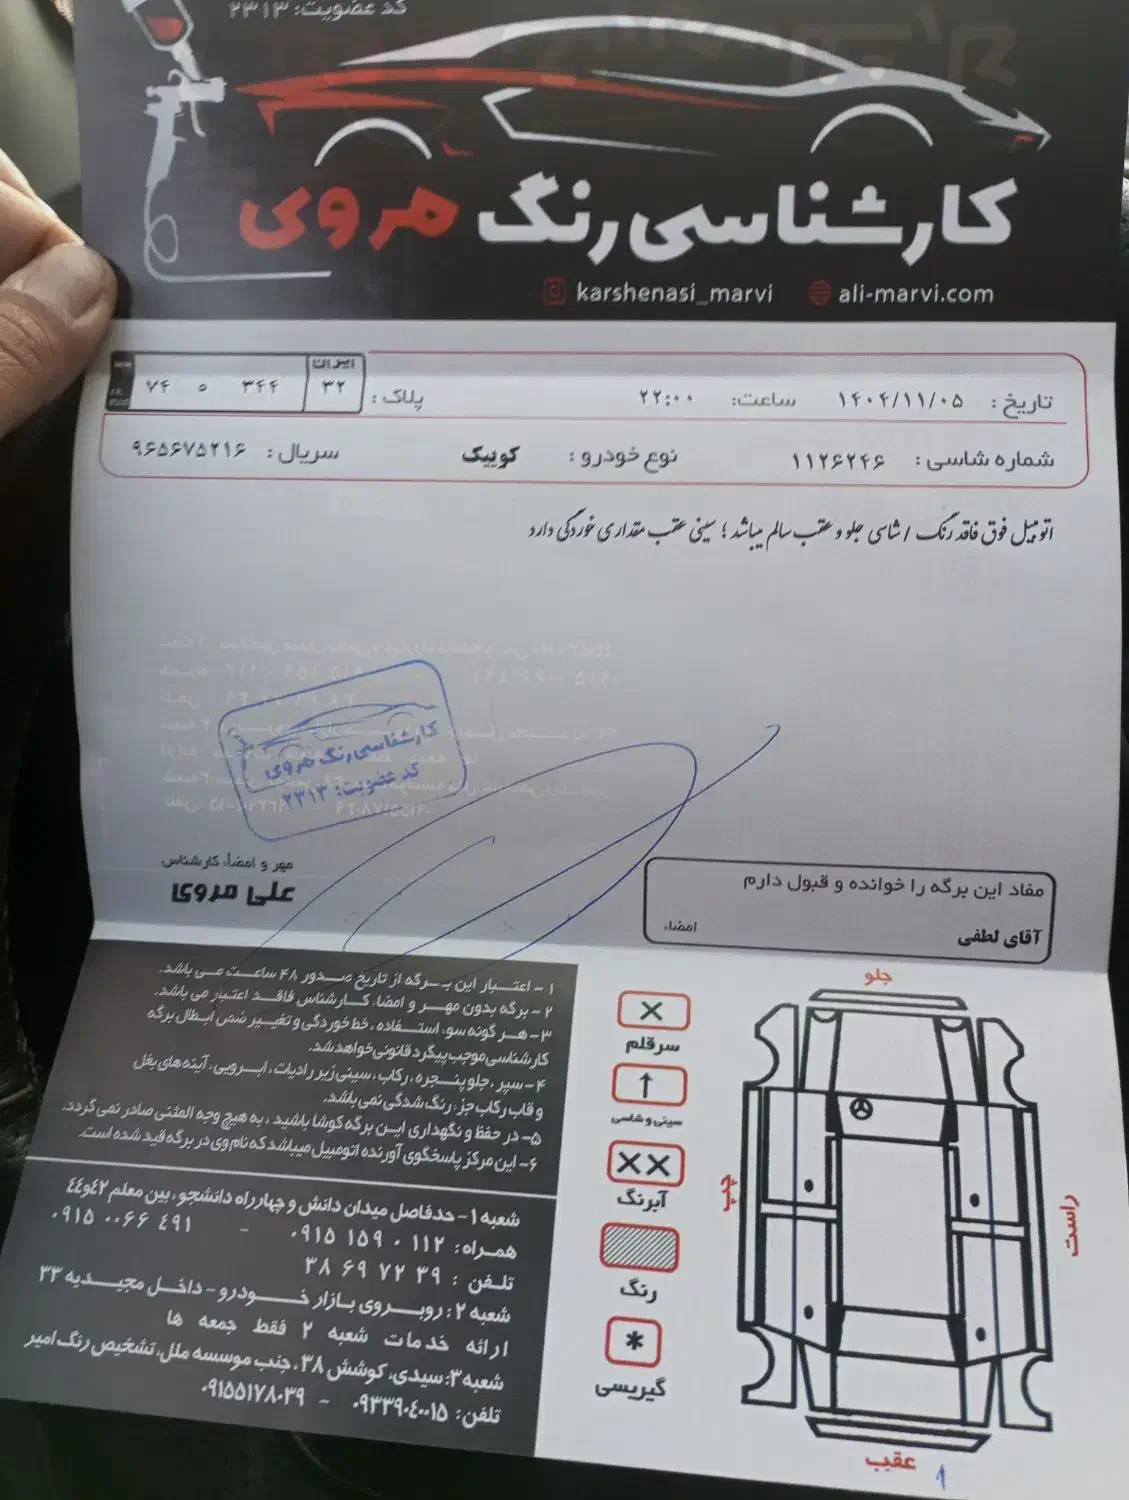 کد عضویت: ۲۳۱۳
کارشناسی رنگ مروی
karshenasi_marvi ali-marvi.com
تاریخ: ۱۴۰۴/۱۱/۰۵ ساعت: ۲۲:۰۰ پلاک: ایران ۳۲ ۳۴۴ ۷۴
شماره شاسی: ۱۱۲۶۲۴۶ نوع خودرو: کوییک سریال: ۹۶۵۶۷۵۲۱۶
اتومبیل فوق فاقد رنگ / شاسی جلو و عقب سالم میباشد ؛ سینی عقب مقداری خوردگی دارد
کارشناسی رنگ مروی
کد عضویت: ۲۳۱۳
مهر و امضاء کارشناس
علی مروی
مفاد این برگه را خوانده و قبول دارم
آقای لطفی
امضاء
۱- اعتبار این برگه از تاریخ صدور ۴۸ ساعت می باشد.
۲- برگه بدون مهر و امضاء کارشناس فاقد اعتبار می باشد.
۳- هر گونه سوء استفاده، خط خوردگی و تغییر ضمن ابطال برگه
کارشناسی موجب پیگرد قانونی خواهد شد.
۴- سپر، جلو پنجره، رکاب، سینی زیر رادیات، ابرویی، آینه های بغل
و قاب رکاب جزء رنگ شدگی نمی باشد.
۵- در حفظ و نگهداری این برگه کوشا باشید، به هیچ وجه المثنی صادر نمی گردد.
۶- این مرکز پاسخگوی آورنده اتومبیل میباشد که نام وی در برگه قید شده است.
شعبه ۱- حدفاصل میدان دانش و چهارراه دانشجو، بین معلم ۴۲و۴۴
همراه: ۰۹۱۵ ۱۵۹ ۰ ۱۱۲ - ۰۹۱۵ ۰۰۶۶ ۴۹۱
تلفن: ۳۸ ۶۹ ۷۲ ۳۹
شعبه ۲: روبروی بازار خودرو - داخل مجیدیه ۳۳
ارائه خدمات شعبه ۲ فقط جمعه ها
شعبه ۳: سیدی، کوشش ۳۸، جنب موسسه ملل، تشخیص رنگ امیر
تلفن: ۰۹۳۳۹۰۴۰۰۱۵ - ۰۹۱۵۵۱۷۸۰۳۹
سرقلم
سینی و شاسی
آبرنگ
رنگ
گیربسی
جلو
چپ
راست
عقب